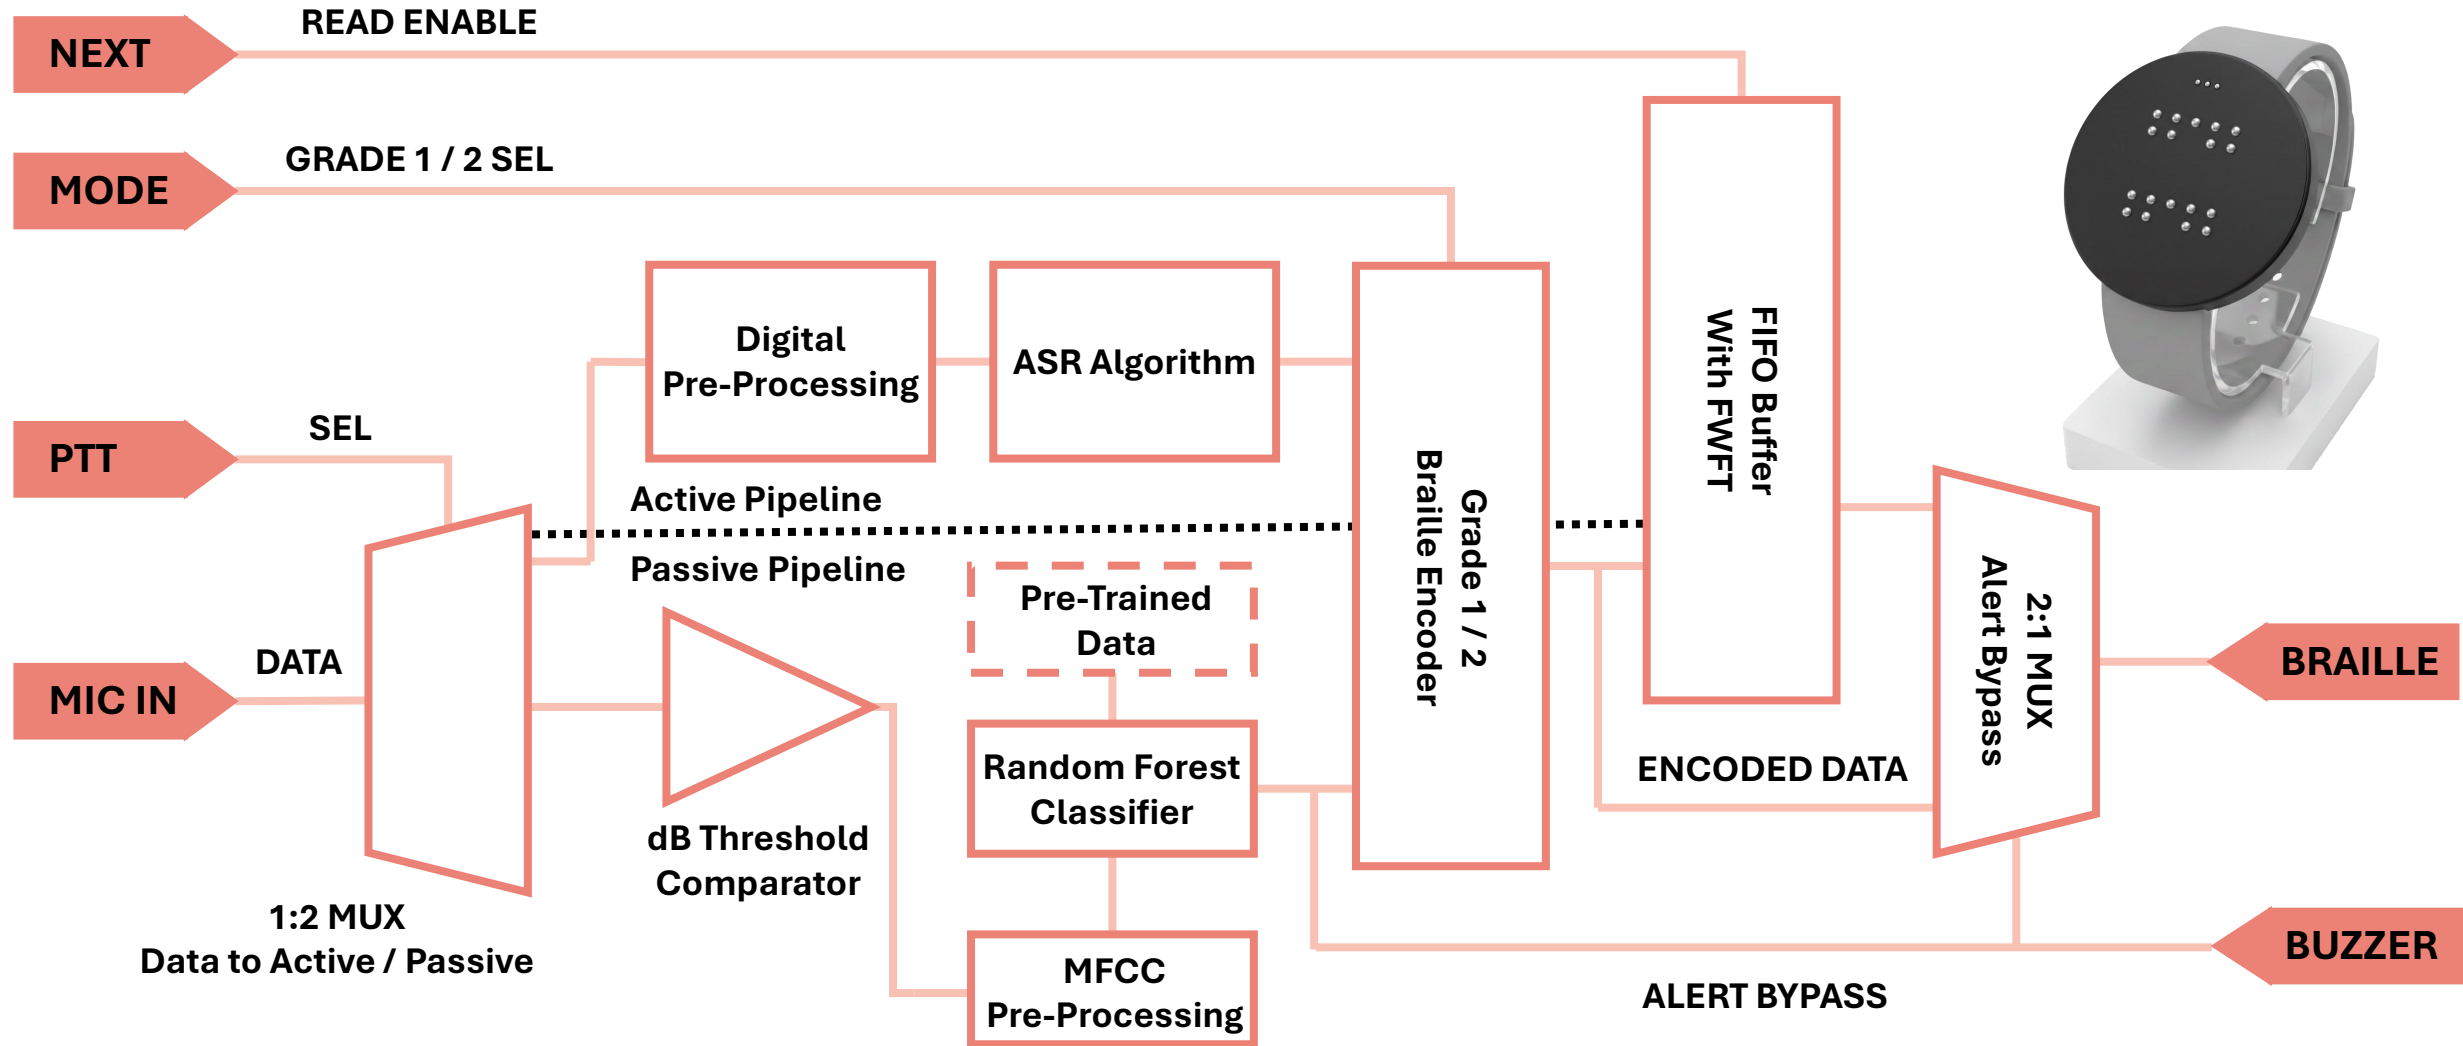 NEXT
READ ENABLE
MODE
GRADE 1 / 2 SEL
PTT
SEL
MIC IN
DATA
1:2 MUX
Data to Active / Passive
Digital
Pre-Processing
ASR Algorithm
Active Pipeline
Passive Pipeline
dB Threshold
Comparator
Pre-Trained
Data
Random Forest
Classifier
MFCC
Pre-Processing
Grade 1 / 2
Braille Encoder
FIFO Buffer
With FWFT
ENCODED DATA
2:1 MUX
Alert Bypass
ALERT BYPASS
BRAILLE
BUZZER